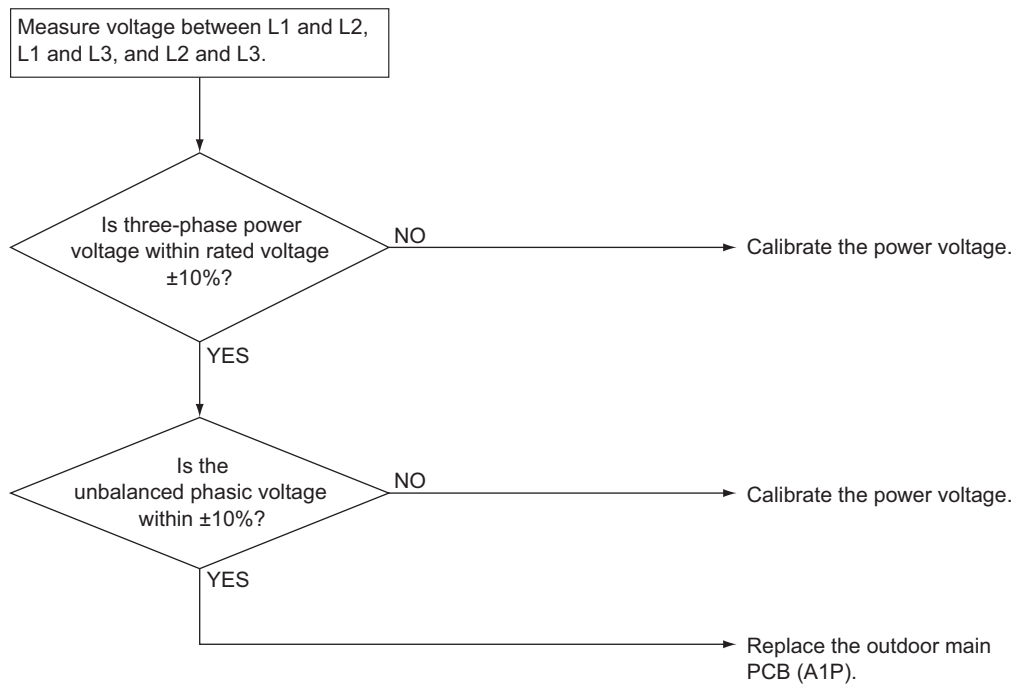 Measure voltage between L1 and L2,
L1 and L3, and L2 and L3.
Is three-phase power
voltage within rated voltage
±10%?
NO
Calibrate the power voltage.
YES
Is the
unbalanced phasic voltage
within ±10%?
NO
Calibrate the power voltage.
YES
Replace the outdoor main
PCB (A1P).